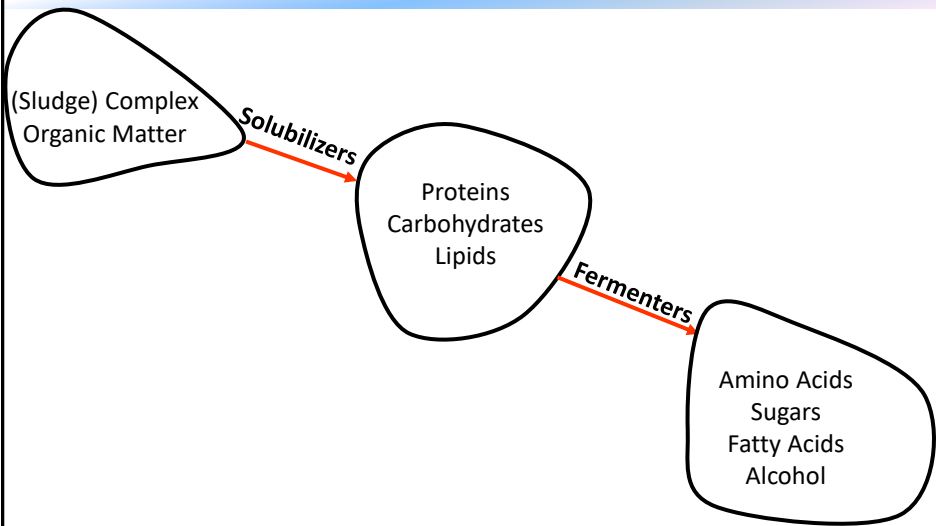 (Sludge) Complex
Organic Matter
Solubilizers
Proteins
Carbohydrates
Lipids
Fermenters
Amino Acids
Sugars
Fatty Acids
Alcohol